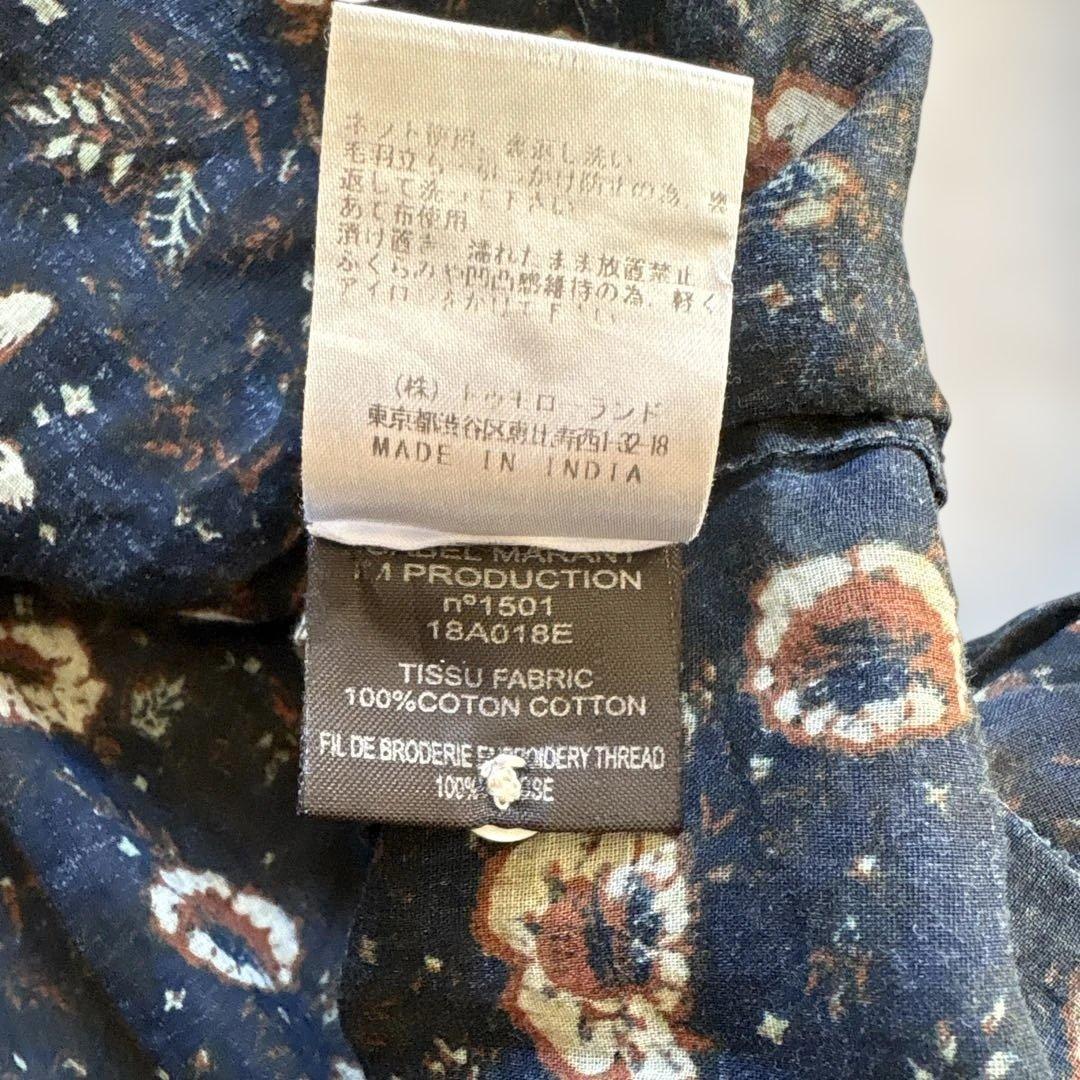 ネット使用、裏返し洗い
毛羽立ち っかけ防止の為、裏
返して洗って下さい
あて布使用
漬け置き、濡れたまま放置禁止
ふくらみや凹凸感維持の為、軽く
アイロンをかけて下さい
(株) トゥモローランド
東京都渋谷区恵比寿西1-32-18
MADE IN INDIA
ISABEL MARANT
I.M PRODUCTION
n°1501
18A018E
TISSU FABRIC
100%COTON COTTON
FIL DE BRODERIE EMBROIDERY THREAD
100%